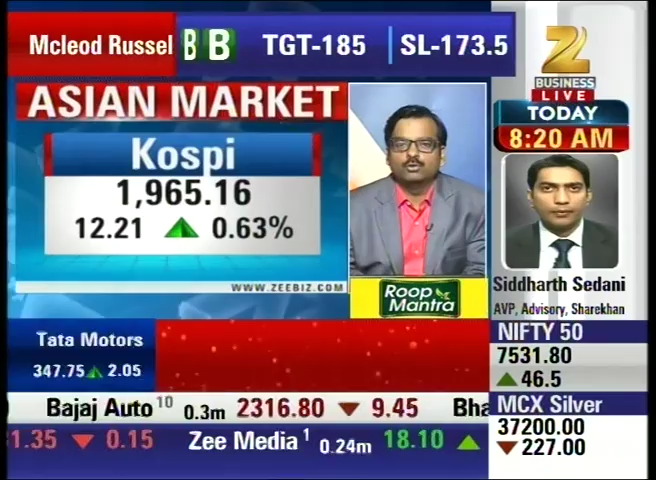 Mcleod Russel
B
TGT-185
SL-173.5
Z
BUSINESS
LIVE
TODAY
8:20 AM
ASIAN MARKET
Kospi
1,965.16
12.21 0.63%
WWW.ZEEBIZ.COM
Roop
Mantra
Siddharth Sedani
AVP, Advisory, Sharekhan
NIFTY 50
7531.80
46.5
Tata Motors
347.75 2.05
MCX Silver
37200.00
227.00
Bajaj Auto 10 0.3m 2316.80 9.45 Bha
1.35 0.15 Zee Media 1 0.24m 18.10